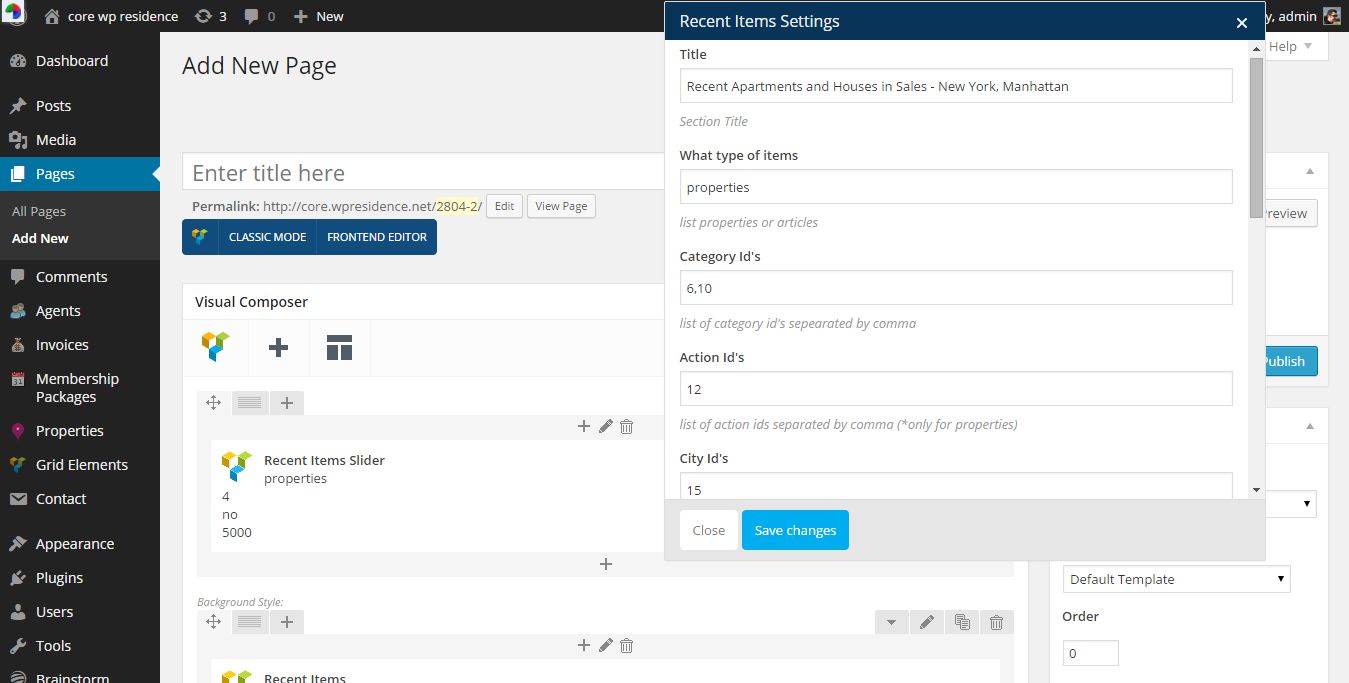 core wp residence
3
0
New
y, admin
Help
Dashboard
Posts
Media
Pages
All Pages
Add New
Comments
Agents
Invoices
Membership
Packages
Properties
Grid Elements
Contact
Appearance
Plugins
Users
Tools
Brainstorm
Add New Page
Enter title here
Permalink: http://core.wpresidence.net/2804-2/ Edit View Page
CLASSIC MODE FRONTEND EDITOR
Visual Composer
Recent Items Slider
properties
4
no
5000
Background Style:
Recent Items
Recent Items Settings
Title
Recent Apartments and Houses in Sales - New York, Manhattan
Section Title
What type of items
properties
list properties or articles
Category Id's
6,10
list of category id's sepearated by comma
Action Id's
12
list of action ids separated by comma (*only for properties)
City Id's
15
Close Save changes
review
Publish
Default Template
Order
0